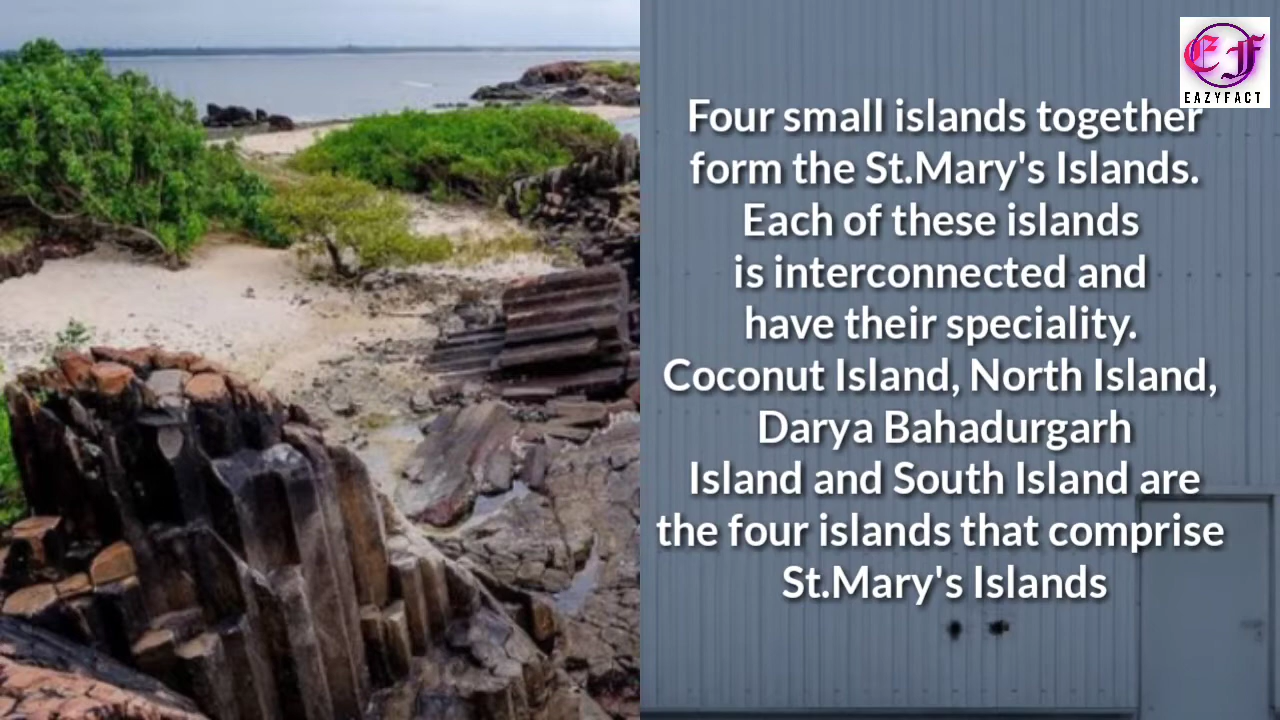 EF
EAZYFACT
Four small islands together
form the St.Mary's Islands.
Each of these islands
is interconnected and
have their speciality.
Coconut Island, North Island,
Darya Bahadurgarh
Island and South Island are
the four islands that comprise
St.Mary's Islands